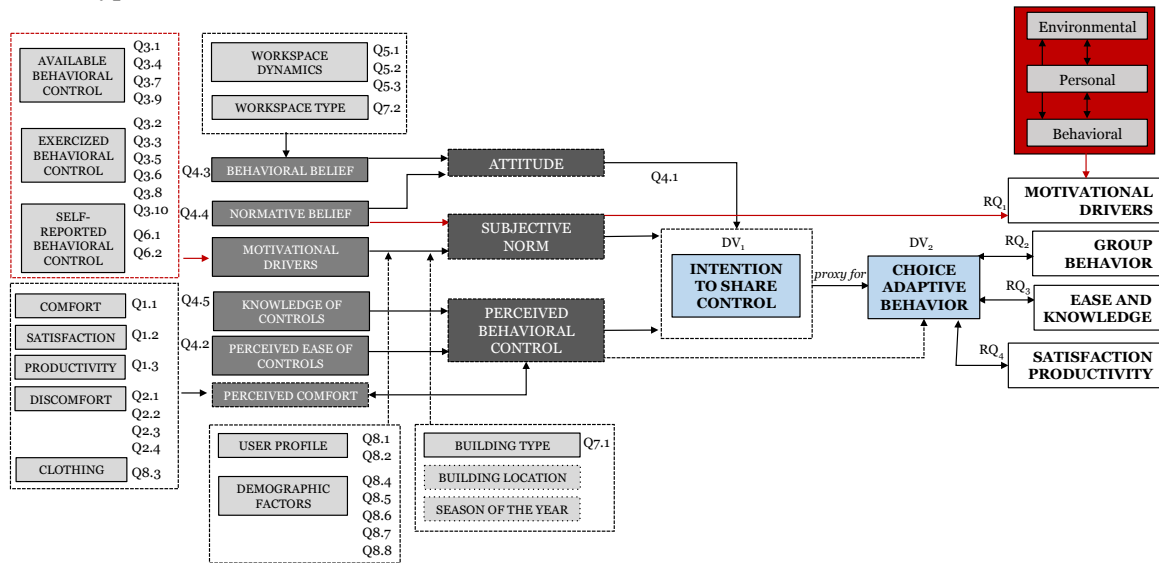 AVAILABLE
BEHAVIORAL
CONTROL
Q3.1
Q3.4
Q3.7
Q3.9
EXERCIZED
BEHAVIORAL
CONTROL
Q3.2
Q3.3
Q3.5
Q3.6
Q3.8
Q3.10
SELF-
REPORTED
BEHAVIORAL
CONTROL
Q6.1
Q6.2
COMFORT
Q1.1
SATISFACTION
Q1.2
PRODUCTIVITY
Q1.3
DISCOMFORT
Q2.1
Q2.2
Q2.3
Q2.4
CLOTHING
Q8.3
WORKSPACE
DYNAMICS
Q5.1
Q5.2
Q5.3
WORKSPACE TYPE
Q7.2
Q4.3
BEHAVIORAL BELIEF
Q4.4
NORMATIVE BELIEF
MOTIVATIONAL
DRIVERS
Q4.5
KNOWLEDGE OF
CONTROLS
Q4.2
PERCEIVED EASE OF
CONTROLS
PERCEIVED COMFORT
USER PROFILE
Q8.1
Q8.2
DEMOGRAPHIC
FACTORS
Q8.4
Q8.5
Q8.6
Q8.7
Q8.8
BUILDING TYPE
Q7.1
BUILDING LOCATION
SEASON OF THE YEAR
ATTITUDE
SUBJECTIVE
NORM
PERCEIVED
BEHAVIORAL
CONTROL
Q4.1
DV1
INTENTION
TO SHARE
CONTROL
proxy for
DV2
CHOICE
ADAPTIVE
BEHAVIOR
Environmental
Personal
Behavioral
RQ1
MOTIVATIONAL
DRIVERS
RQ2
GROUP
BEHAVIOR
RQ3
EASE AND
KNOWLEDGE
RQ4
SATISFACTION
PRODUCTIVITY